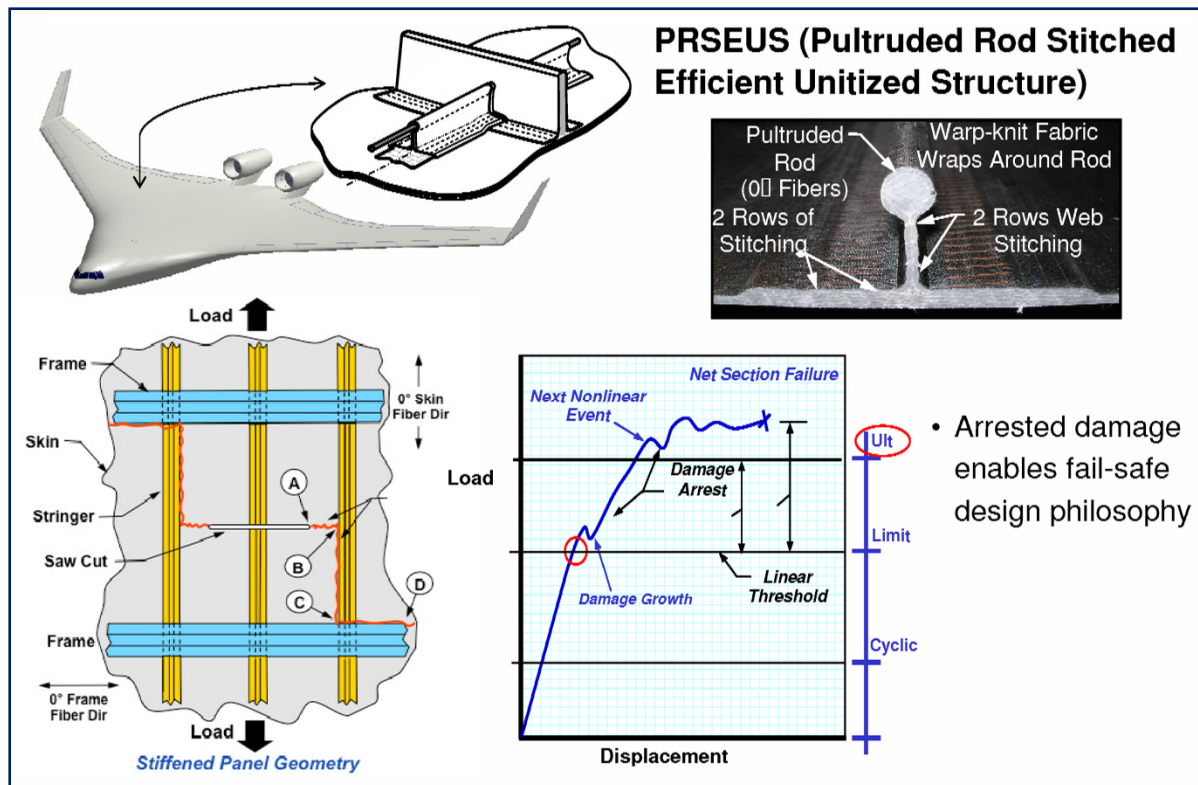 PRSEUS (Pultruded Rod Stitched
Efficient Unitized Structure)
Pultruded
Rod
(0▯ Fibers)
2 Rows of
Stitching
Warp-knit Fabric
Wraps Around Rod
2 Rows Web
Stitching
Load
Frame
0° Skin
Fiber Dir
Skin
Stringer
Saw Cut
A
B
C
D
Frame
0° Frame
Fiber Dir
Load
Stiffened Panel Geometry
Net Section Failure
Next Nonlinear
Event
Damage
Arrest
Load
Linear
Threshold
Damage Growth
Displacement
Ult
Limit
Cyclic
• Arrested damage
enables fail-safe
design philosophy